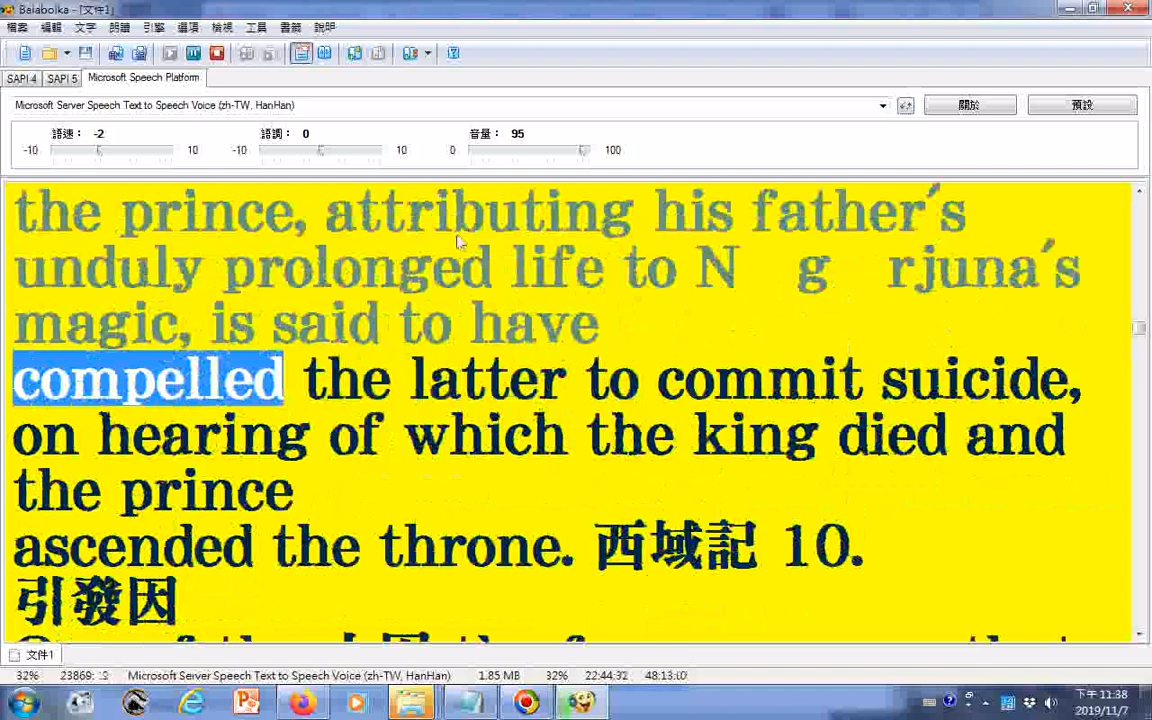 Balabolka - [文件1]
檔案 編輯 文字 朗讀 引擎 選項 檢視 工具 書籤 說明
SAPI 4 SAPI 5 Microsoft Speech Platform
Microsoft Server Speech Text to Speech Voice (zh-TW, HanHan) 關於 預設
語速： -2 語調： 0 音量： 95
-10 10 -10 10 0 100
the prince, attributing his father′s
unduly prolonged life to N g rjuna′s
magic, is said to have
compelled the latter to commit suicide,
on hearing of which the king died and
the prince
ascended the throne. 西域記 10.
引發因
文件1
32% Microsoft Server Speech Text to Speech Voice (zh-TW, HanHan) 1.85 MB 32% 22:44:32 48:13:00
下午 11:38
2019/11/7